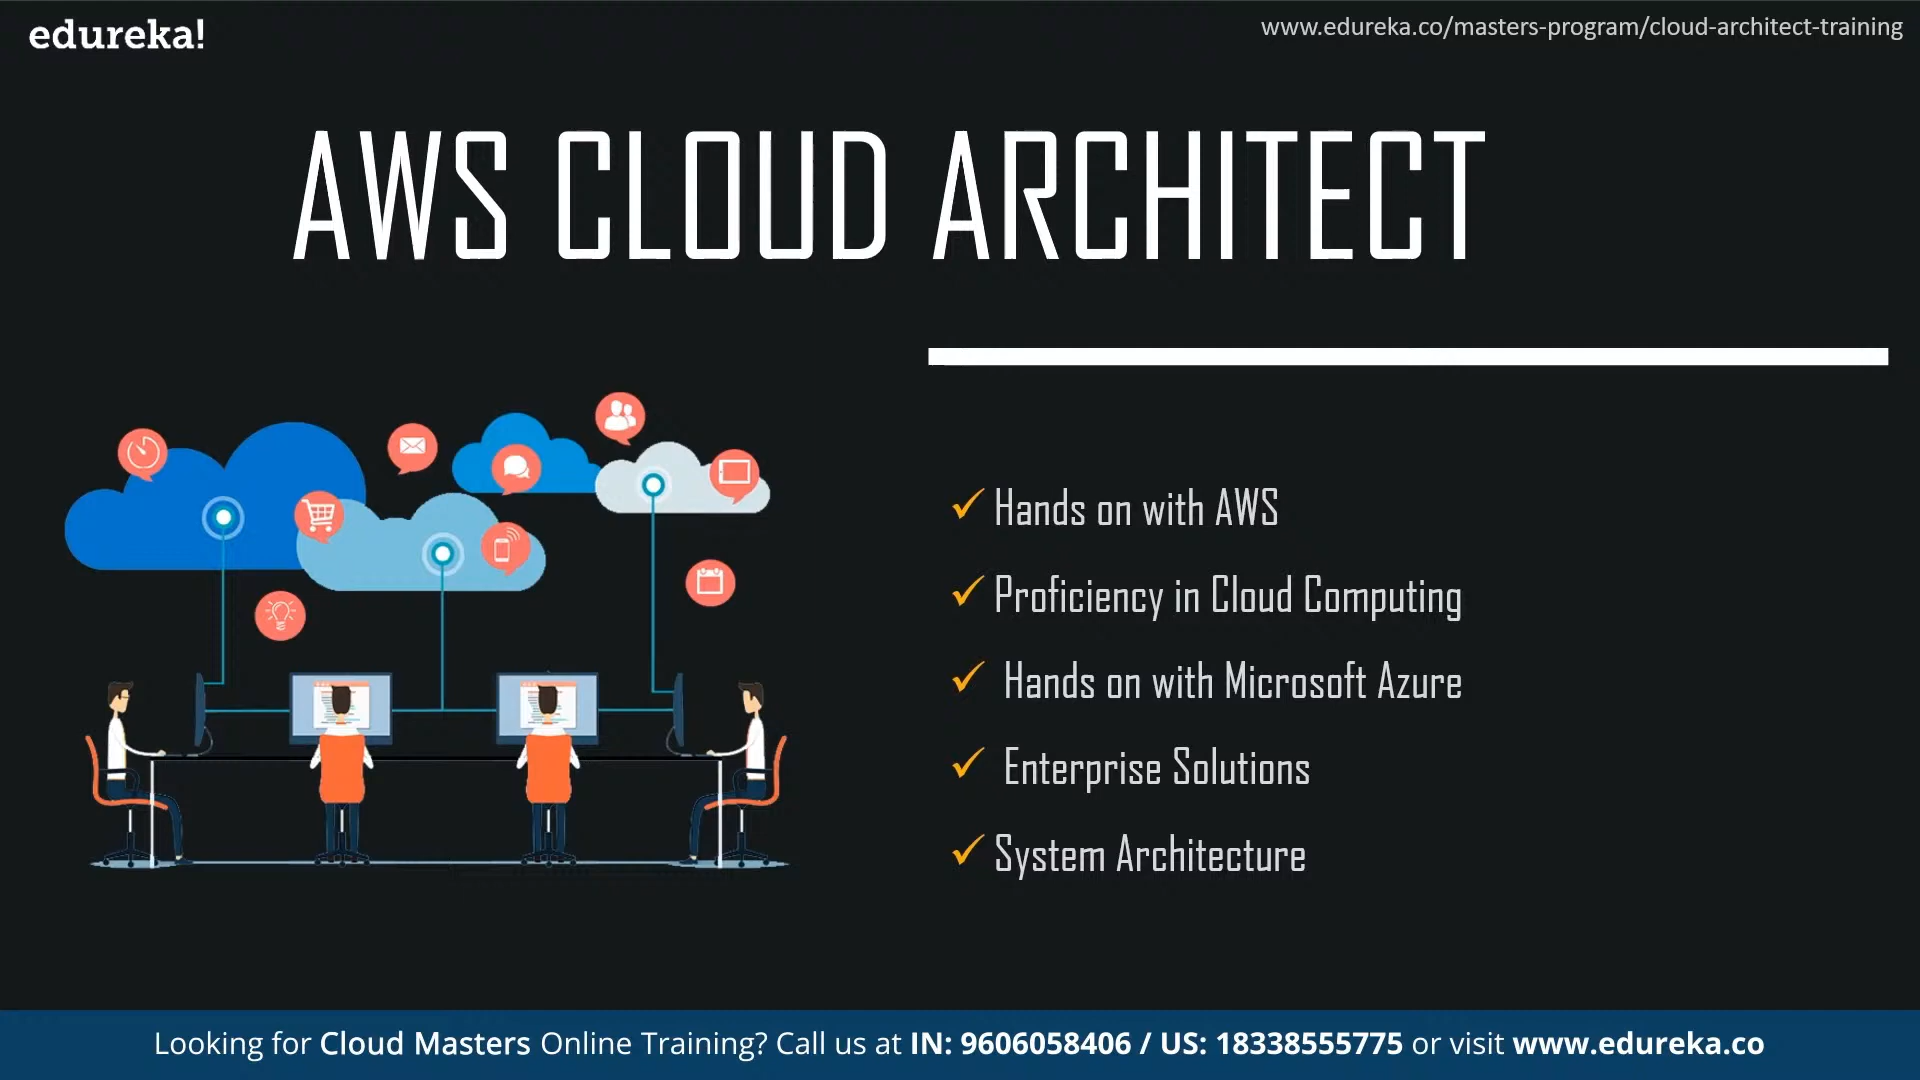 edureka!
www.edureka.co/masters-program/cloud-architect-training
AWS CLOUD ARCHITECT
Hands on with AWS
Proficiency in Cloud Computing
Hands on with Microsoft Azure
Enterprise Solutions
System Architecture
Looking for Cloud Masters Online Training? Call us at IN: 9606058406 / US: 18338555775 or visit www.edureka.co